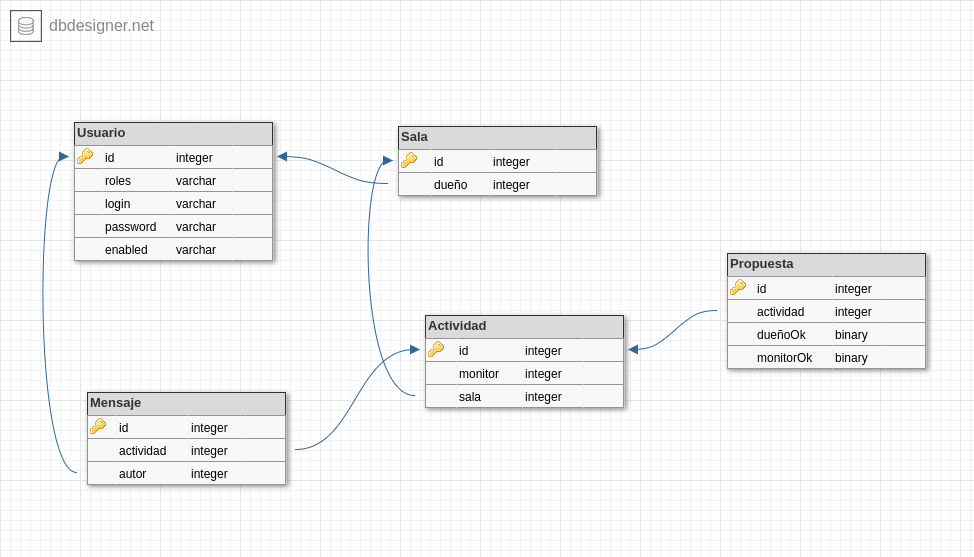 dbdesigner.net
Usuario
id integer
roles varchar
login varchar
password varchar
enabled varchar
Sala
id integer
dueño integer
Propuesta
id integer
actividad integer
dueñoOk binary
monitorOk binary
Actividad
id integer
monitor integer
sala integer
Mensaje
id integer
actividad integer
autor integer